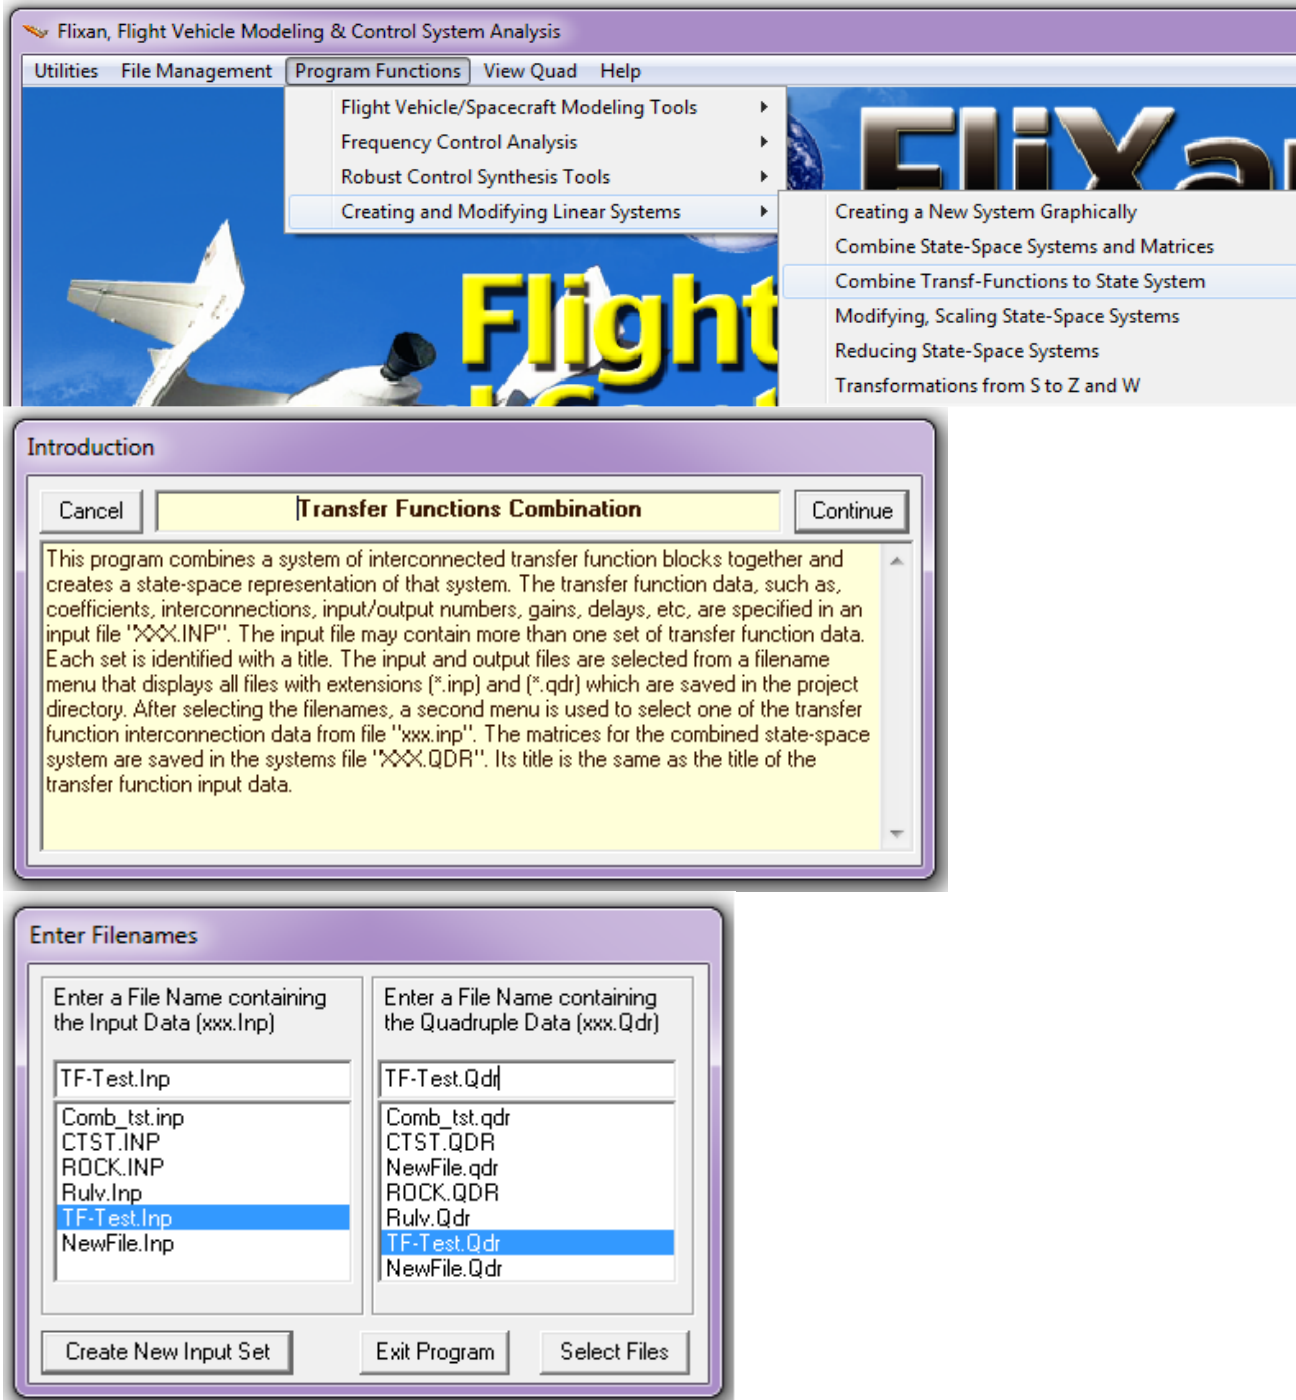 Flixan, Flight Vehicle Modeling & Control System Analysis
Utilities File Management Program Functions View Quad Help
Flight Vehicle/Spacecraft Modeling Tools
Frequency Control Analysis
Robust Control Synthesis Tools
Creating and Modifying Linear Systems
Creating a New System Graphically
Combine State-Space Systems and Matrices
Combine Transf-Functions to State System
Modifying, Scaling State-Space Systems
Reducing State-Space Systems
Transformations from S to Z and W
FliXan
Flight
Introduction
Cancel Transfer Functions Combination Continue
This program combines a system of interconnected transfer function blocks together and
creates a state-space representation of that system. The transfer function data, such as,
coefficients, interconnections, input/output numbers, gains, delays, etc, are specified in an
input file "XXX.INP". The input file may contain more than one set of transfer function data.
Each set is identified with a title. The input and output files are selected from a filename
menu that displays all files with extensions (*.inp) and (*.qdr) which are saved in the project
directory. After selecting the filenames, a second menu is used to select one of the transfer
function interconnection data from file "xxx.inp". The matrices for the combined state-space
system are saved in the systems file "XXX.QDR". Its title is the same as the title of the
transfer function input data.
Enter Filenames
Enter a File Name containing
the Input Data (xxx.Inp)
TF-Test.Inp
Comb_tst.inp
CTST.INP
ROCK.INP
Rulv.Inp
TF-Test.Inp
NewFile.Inp
Enter a File Name containing
the Quadruple Data (xxx.Qdr)
TF-Test.Qdr
Comb_tst.qdr
CTST.QDR
NewFile.qdr
ROCK.QDR
Rulv.Qdr
TF-Test.Qdr
NewFile.Qdr
Create New Input Set Exit Program Select Files